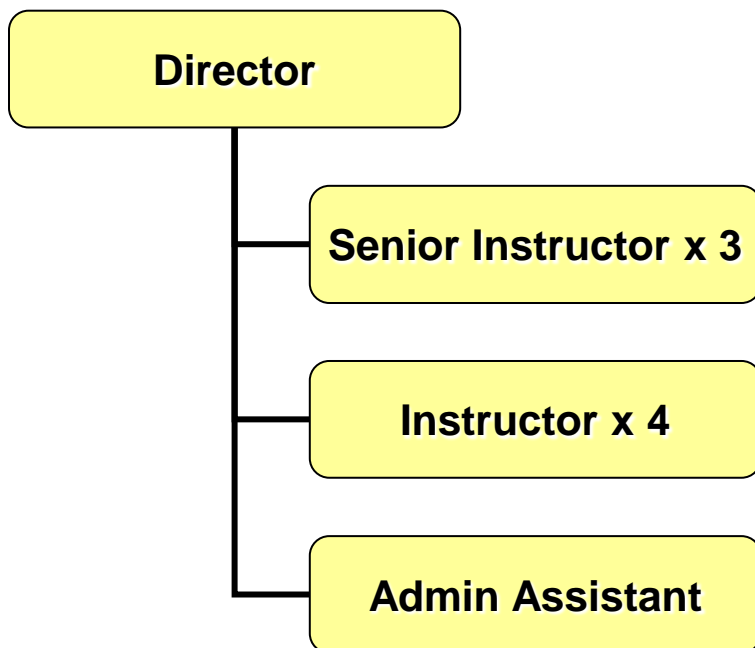 Director
Senior Instructor x 3
Instructor x 4
Admin Assistant